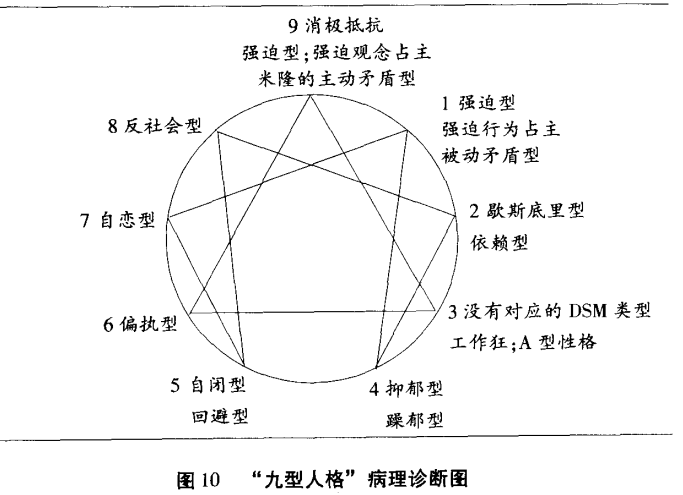 9 消极抵抗
强迫型;强迫观念占主
米隆的主动矛盾型
1 强迫型
强迫行为占主
被动矛盾型
8 反社会型
2 歇斯底里型
依赖型
7 自恋型
3 没有对应的 DSM 类型
工作狂;A 型性格
6 偏执型
5 自闭型
回避型
4 抑郁型
躁郁型
图 10 “九型人格”病理诊断图